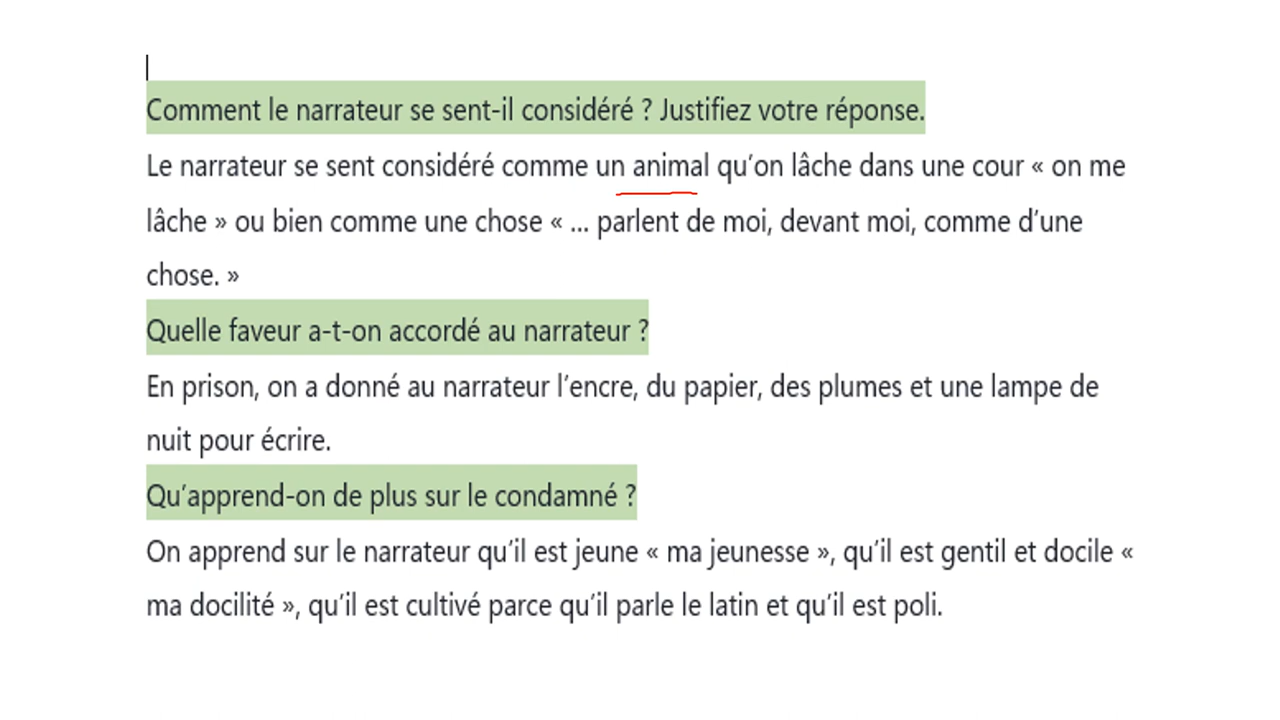 Comment le narrateur se sent-il considéré ? Justifiez votre réponse.
Le narrateur se sent considéré comme un animal qu’on lâche dans une cour « on me
lâche » ou bien comme une chose « ... parlent de moi, devant moi, comme d’une
chose. »
Quelle faveur a-t-on accordé au narrateur ?
En prison, on a donné au narrateur l’encre, du papier, des plumes et une lampe de
nuit pour écrire.
Qu’apprend-on de plus sur le condamné ?
On apprend sur le narrateur qu’il est jeune « ma jeunesse », qu’il est gentil et docile «
ma docilité », qu’il est cultivé parce qu’il parle le latin et qu’il est poli.